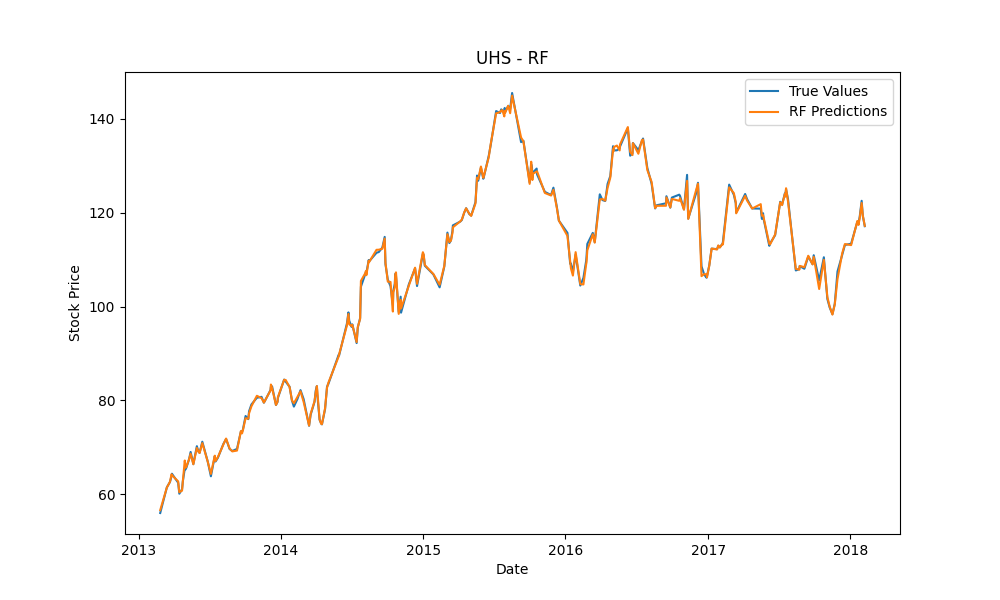 UHS - RF
True Values
RF Predictions
Stock Price
140
120
100
80
60
2013
2014
2015
2016
2017
2018
Date